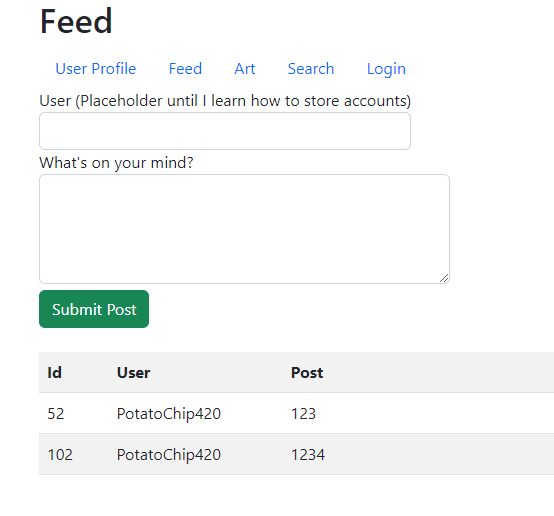 Feed
User Profile Feed Art Search Login
User (Placeholder until I learn how to store accounts)
What's on your mind?
Submit Post
Id User Post
52 PotatoChip420 123
102 PotatoChip420 1234